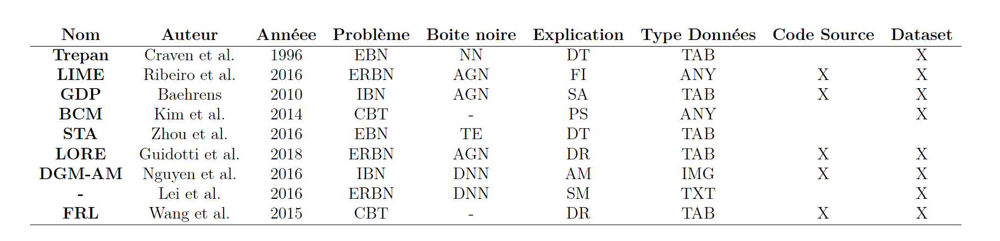 Nom Auteur Annéee Problème Boite noire Explication Type Données Code Source Dataset
Trepan Craven et al. 1996 EBN NN DT TAB X
LIME Ribeiro et al. 2016 ERBN AGN FI ANY X X
GDP Baehrens 2010 IBN AGN SA TAB X X
BCM Kim et al. 2014 CBT - PS ANY X
STA Zhou et al. 2016 EBN TE DT TAB
LORE Guidotti et al. 2018 ERBN AGN DR TAB X X
DGM-AM Nguyen et al. 2016 IBN DNN AM IMG X X
- Lei et al. 2016 ERBN DNN SM TXT X
FRL Wang et al. 2015 CBT - DR TAB X X